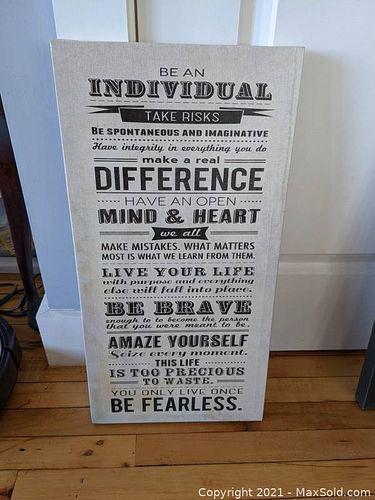 BE AN
INDIVIDUAL
TAKE RISKS
BE SPONTANEOUS AND IMAGINATIVE
Have integrity in everything you do
make a real
DIFFERENCE
HAVE AN OPEN
MIND & HEART
we all
MAKE MISTAKES. WHAT MATTERS
MOST IS WHAT WE LEARN FROM THEM.
LIVE YOUR LIFE
with purpose and everything
else will fall into place.
BE BRAVE
enough to to become the person
that you were meant to be.
AMAZE YOURSELF
Seize every moment.
THIS LIFE
IS TOO PRECIOUS
TO WASTE.
YOU ONLY LIVE ONCE
BE FEARLESS.
Copyright 2021 - MaxSold.com